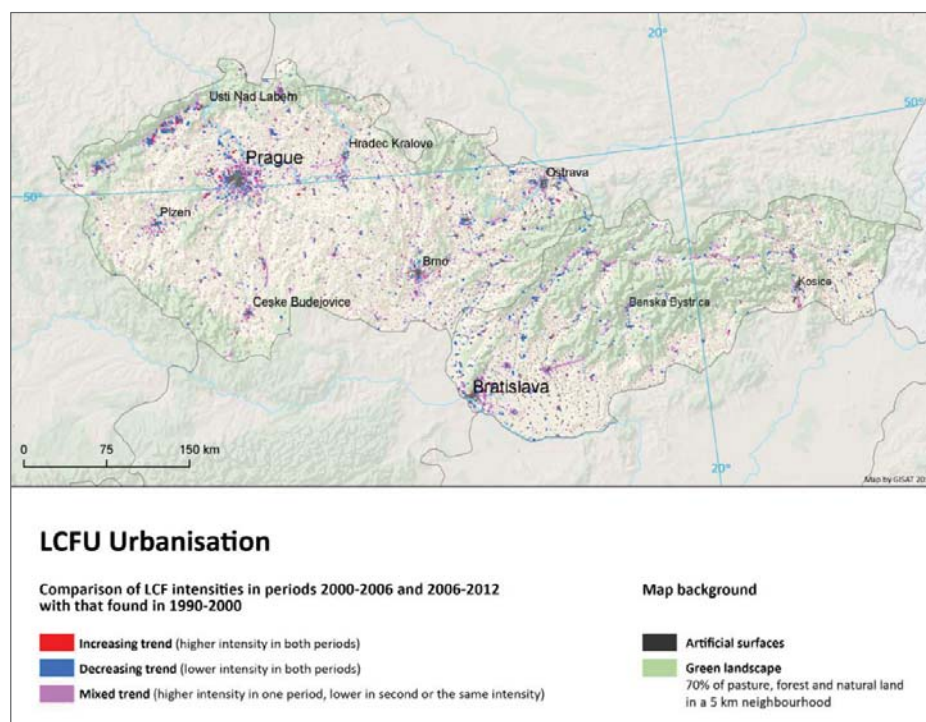 20°
50°
Usti Nad Labem
Hradec Kralove
Prague
Ostrava
50°
Plzen
Brno
Kosice
Ceske Budejovice
Banska Bystrica
Bratislava
0 75 150 km
20°
Map by GISAT 20
LCFU Urbanisation
Comparison of LCF intensities in periods 2000-2006 and 2006-2012
with that found in 1990-2000
Map background
Increasing trend (higher intensity in both periods)
Artificial surfaces
Decreasing trend (lower intensity in both periods)
Green landscape
Mixed trend (higher intensity in one period, lower in second or the same intensity)
70% of pasture, forest and natural land
in a 5 km neighbourhood